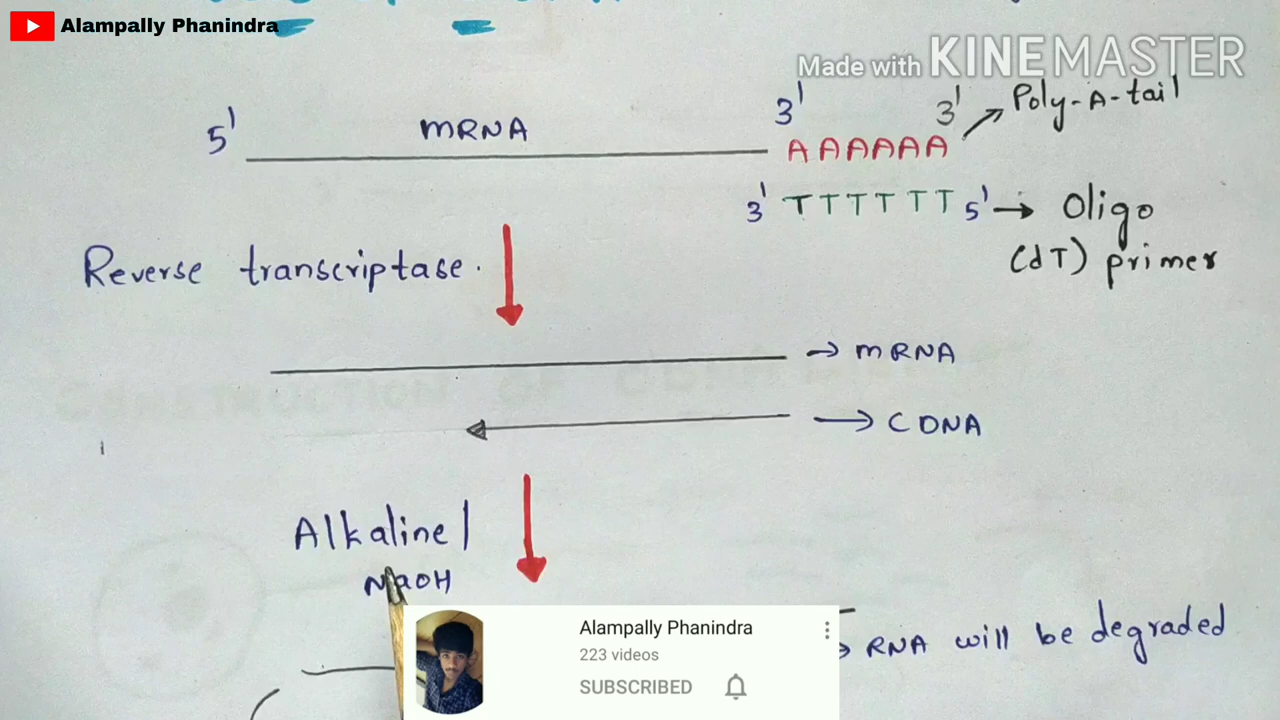 Alampally Phanindra
Made with KINEMASTER
5' mRNA 3' 3' Poly-A-tail
AAAAAA
3' TTTTTT 5' → Oligo
(dT) primer
Reverse transcriptase.
→ mRNA
→ CDNA
Alkaline/
NaOH
Alampally Phanindra
223 videos
SUBSCRIBED
→ RNA will be degraded